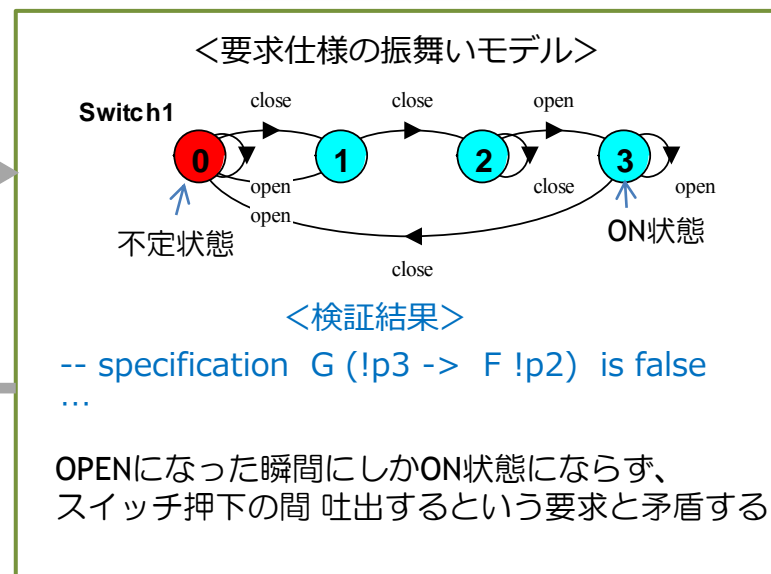 ＜要求仕様の振舞いモデル＞
Switch1
close
close
open
0
1
2
3
open
close
open
open
不定状態
ON状態
close
＜検証結果＞
-- specification G (!p3 -> F !p2) is false
…
OPENになった瞬間にしかON状態にならず、
スイッチ押下の間 吐出するという要求と矛盾する